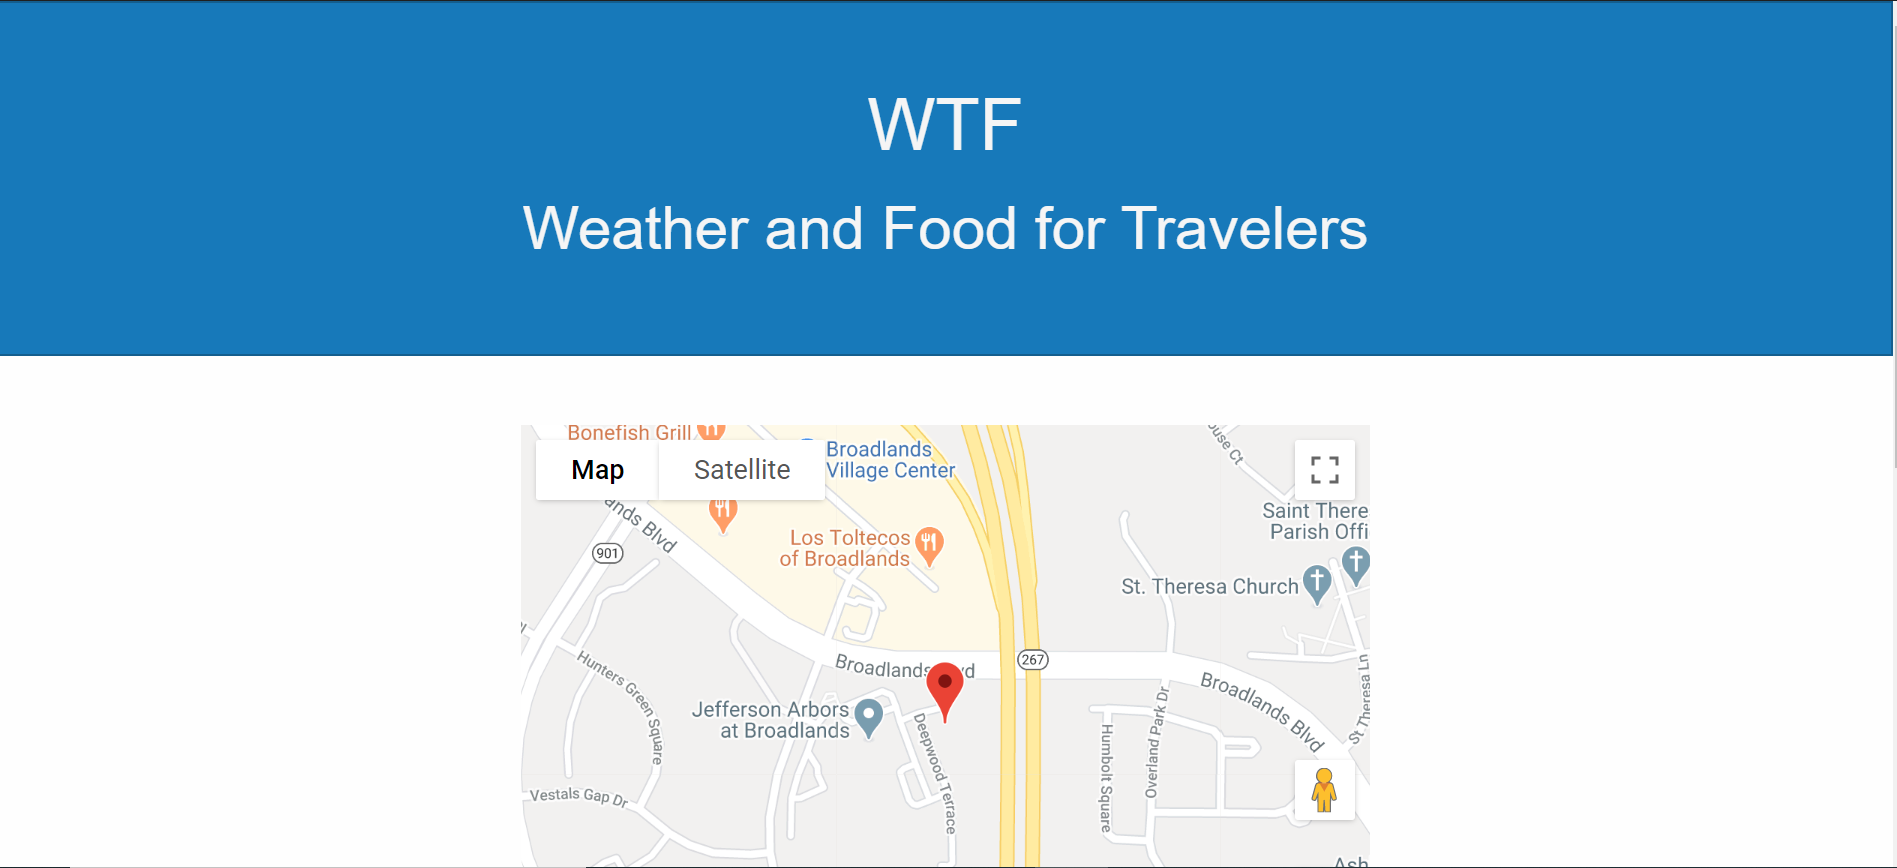 WTF
Weather and Food for Travelers
Bonefish Grill
Map
Satellite
Broadlands
Village Center
ouse Ct
Saint There
Parish Offi
ands Blvd
901
Los Toltecos
of Broadlands
St. Theresa Church
Hunters Green Square
Broadlands
267
Jefferson Arbors
at Broadlands
Deepwood Terrace
Broadlands Blvd
Overland Park Dr
Humbolt Square
St Theresa Ln
Vestals Gap Dr
Ash